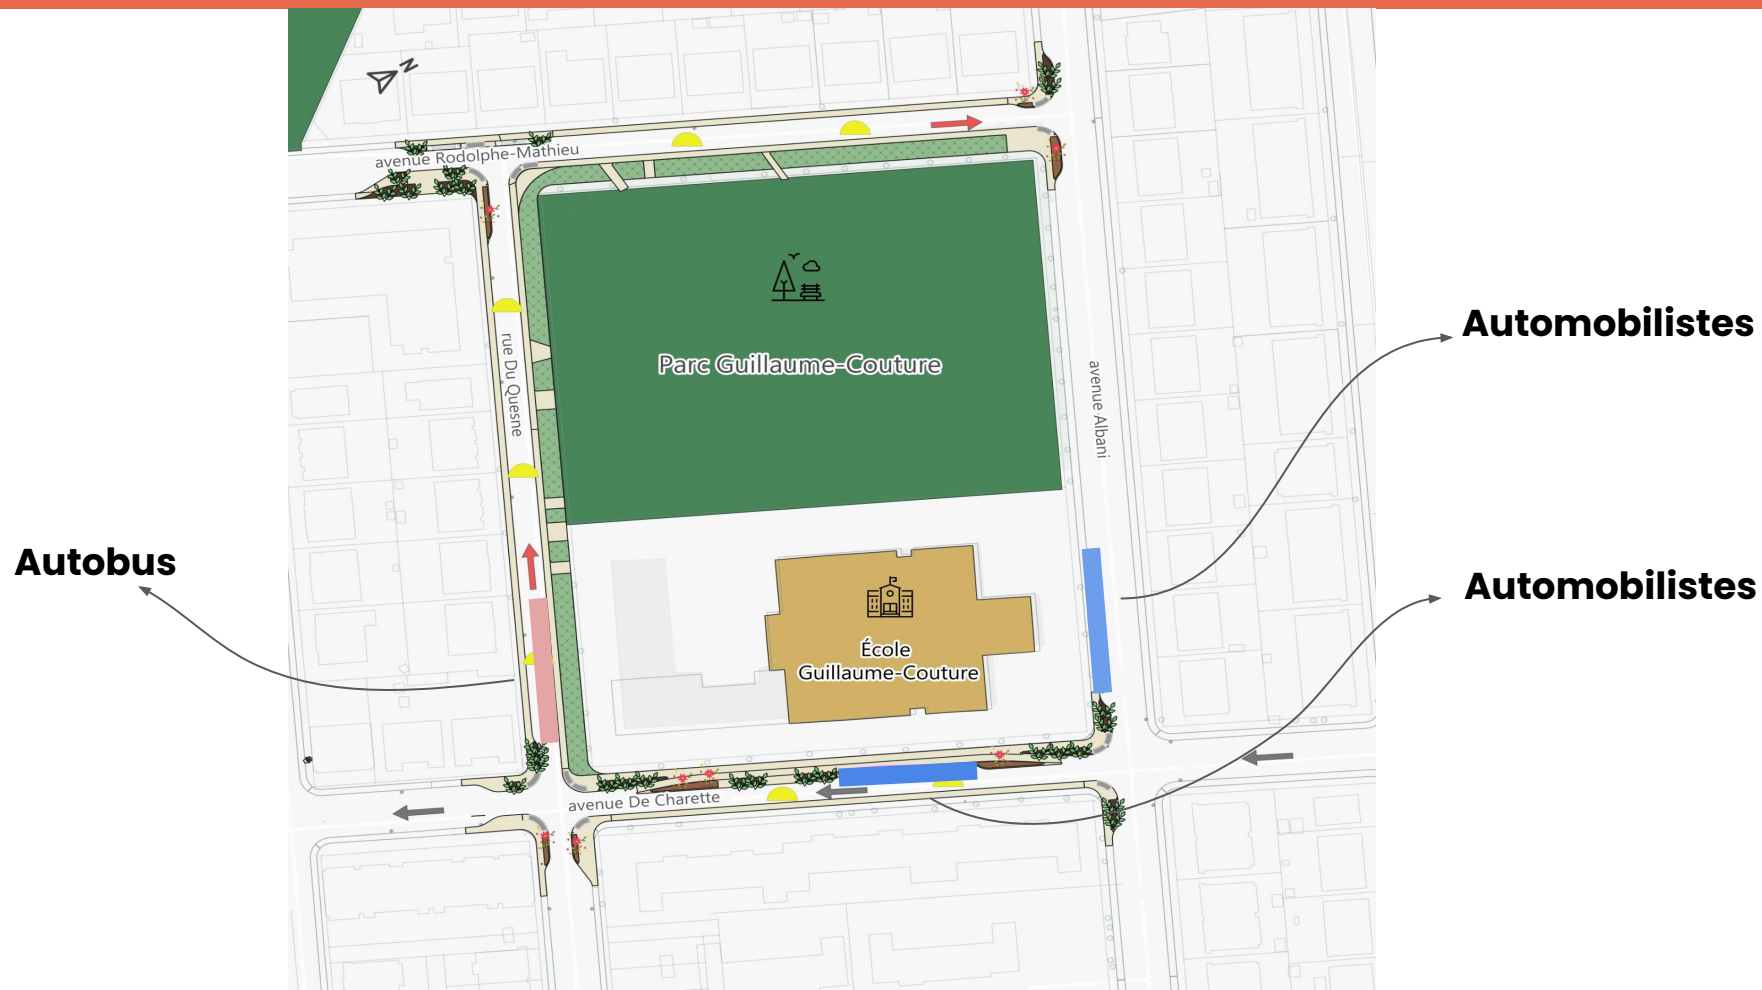 N
avenue Rodolphe-Mathieu
rue Du Quesne
Parc Guillaume-Couture
avenue Albani
Automobilistes
Autobus
Automobilistes
École
Guillaume-Couture
avenue De Charette